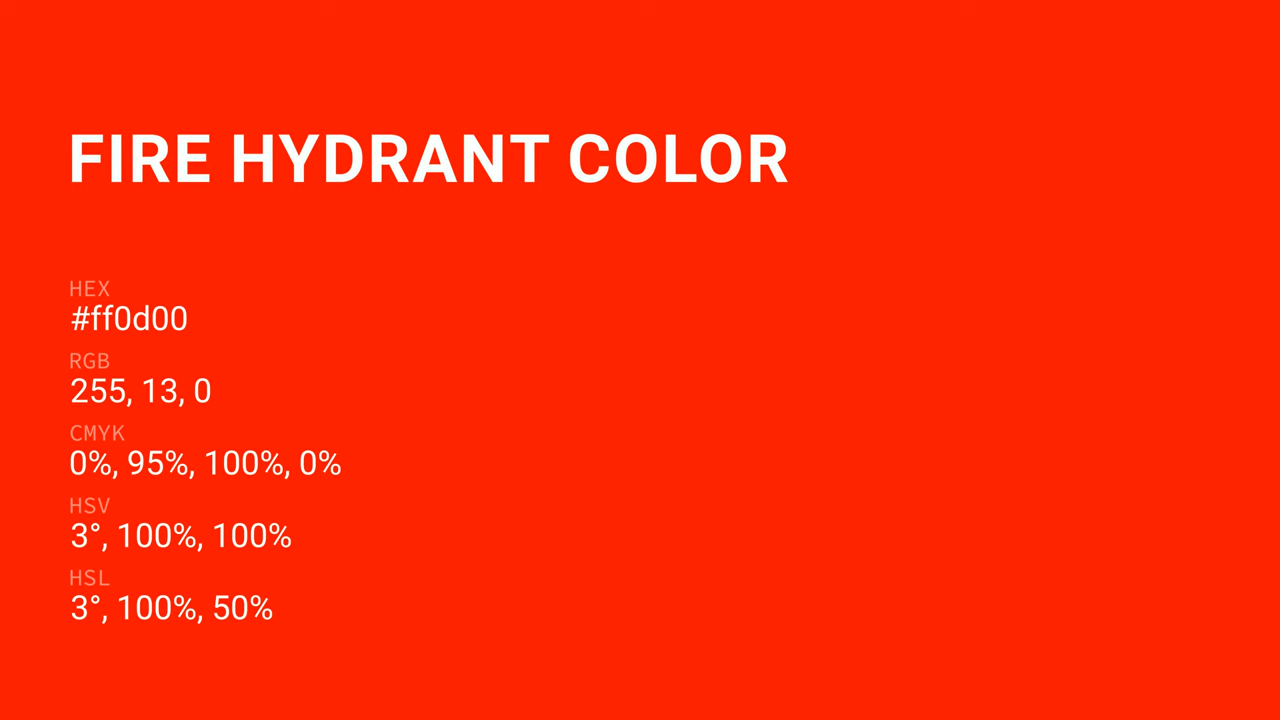 FIRE HYDRANT COLOR
HEX
#ff0d00
RGB
255, 13, 0
CMYK
0%, 95%, 100%, 0%
HSV
3°, 100%, 100%
HSL
3°, 100%, 50%